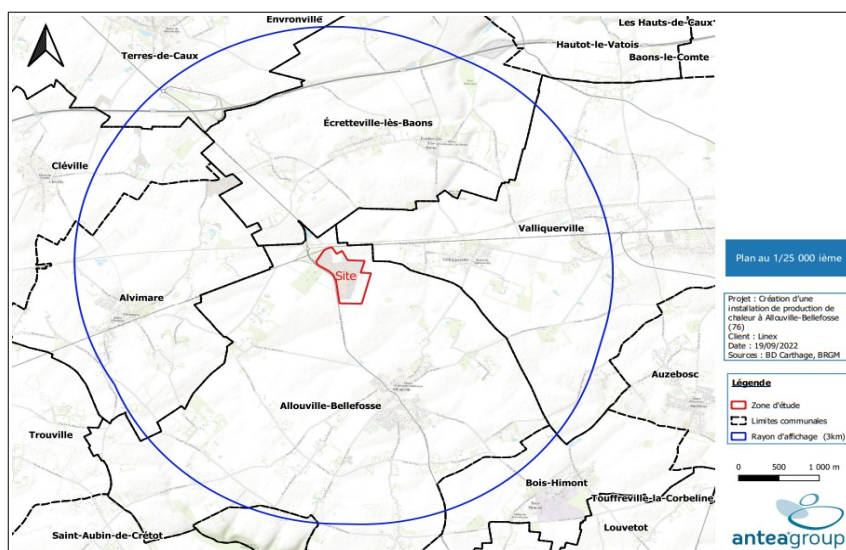 Envronville
Les Hauts-de-Caux
Hautot-le-Vatois
Terres-de-Caux
Baons-le-Comte
Écretteville-lès-Baons
Cléville
Valliquerville
Site
Alvimare
Allouville-Bellefosse
Auzebosc
Trouville
Bois-Himont
Touffreville-la-Corbeline
Louvetot
Saint-Aubin-de-Crétot
Plan au 1/25 000 ième
Projet : Création d'une
installation de production de
chaleur à Allouville-Bellefosse
(76)
Client : Linex
Date : 19/09/2022
Sources : BD Carthage, BRGM
Légende
Zone d'étude
Limites communales
Rayon d'affichage (3km)
0 500 1 000 m
anteagroup